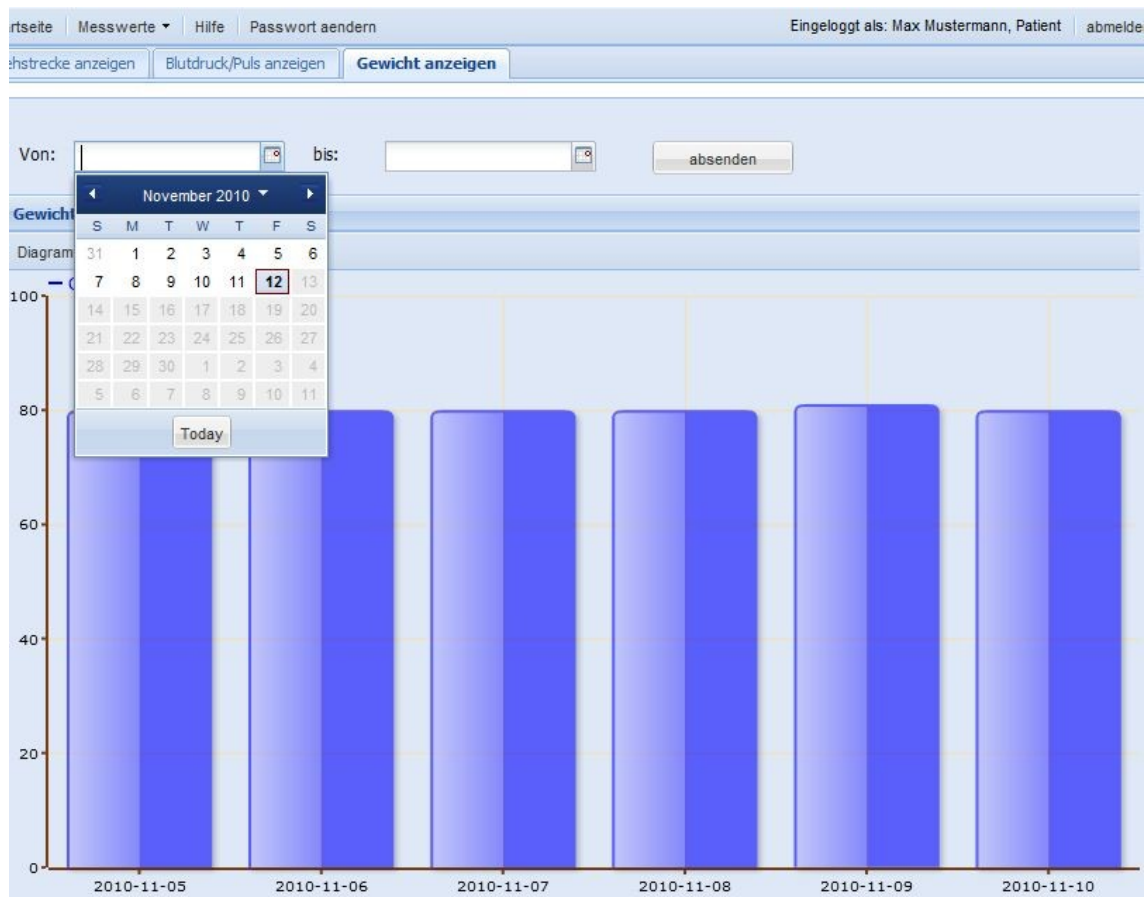 rtseite Messwerte Hilfe Passwort aendern Eingeloggt als: Max Mustermann, Patient abmelde
ehstrecke anzeigen Blutdruck/Puls anzeigen Gewicht anzeigen
Von: bis: absenden
November 2010
Gewicht
S M T W T F S
Diagram
31 1 2 3 4 5 6
7 8 9 10 11 12 13
100
14 15 16 17 18 19 20
21 22 23 24 25 26 27
28 29 30 1 2 3 4
5 6 7 8 9 10 11
80
Today
60
40
20
0
2010-11-05 2010-11-06 2010-11-07 2010-11-08 2010-11-09 2010-11-10